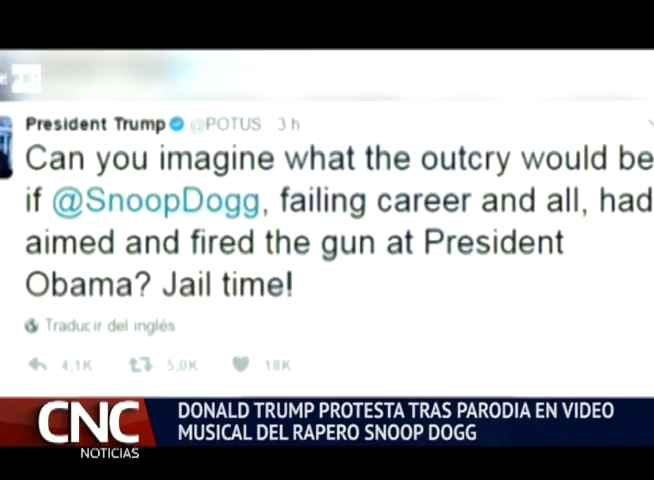 President Trump @POTUS 3 h
Can you imagine what the outcry would be
if @SnoopDogg, failing career and all, had
aimed and fired the gun at President
Obama? Jail time!
Traducir del inglés
4,1K 5,0K 18K
CNC
NOTICIAS
DONALD TRUMP PROTESTA TRAS PARODIA EN VIDEO
MUSICAL DEL RAPERO SNOOP DOGG